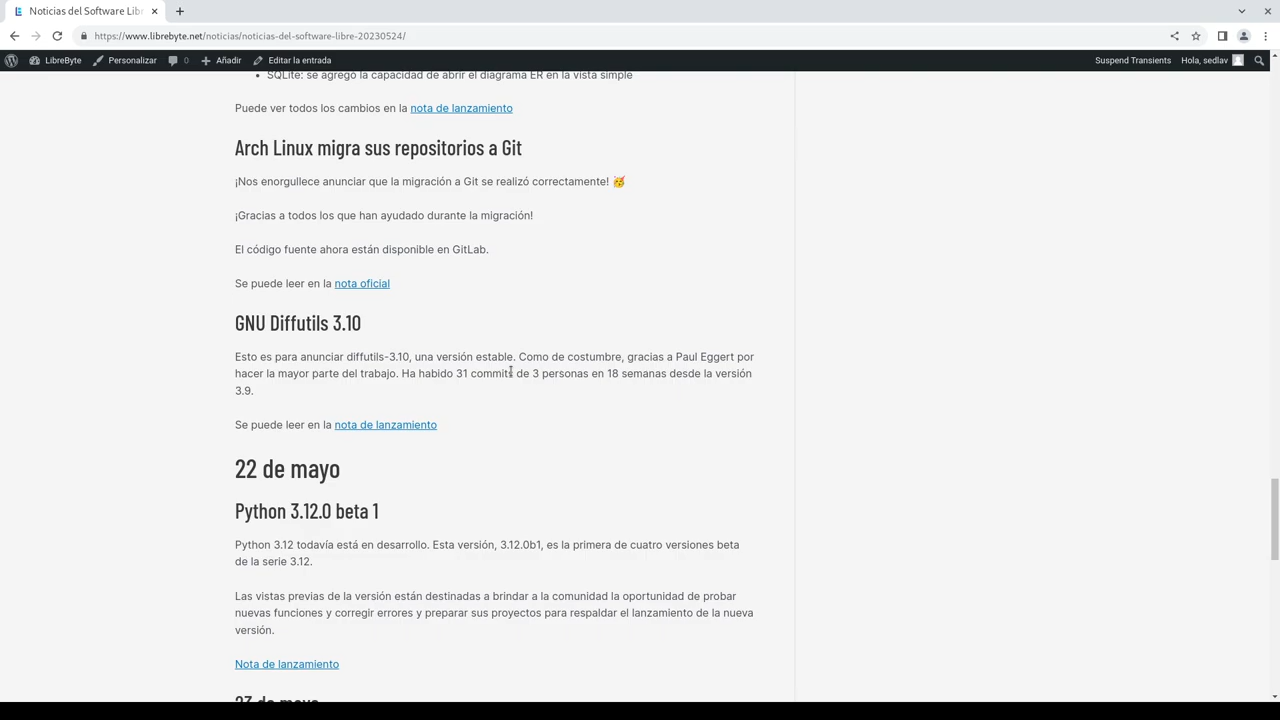 Noticias del Software Libr
https://www.librebyte.net/noticias/noticias-del-software-libre-20230524/
LibreByte Personalizar 0 Añadir Editar la entrada Suspend Transients Hola, sedlav
SQLite: se agregó la capacidad de abrir el diagrama ER en la vista simple
Puede ver todos los cambios en la nota de lanzamiento
Arch Linux migra sus repositorios a Git
¡Nos enorgullece anunciar que la migración a Git se realizó correctamente! 🥳
¡Gracias a todos los que han ayudado durante la migración!
El código fuente ahora están disponible en GitLab.
Se puede leer en la nota oficial
GNU Diffutils 3.10
Esto es para anunciar diffutils-3.10, una versión estable. Como de costumbre, gracias a Paul Eggert por
hacer la mayor parte del trabajo. Ha habido 31 commits de 3 personas en 18 semanas desde la versión
3.9.
Se puede leer en la nota de lanzamiento
22 de mayo
Python 3.12.0 beta 1
Python 3.12 todavía está en desarrollo. Esta versión, 3.12.0b1, es la primera de cuatro versiones beta
de la serie 3.12.
Las vistas previas de la versión están destinadas a brindar a la comunidad la oportunidad de probar
nuevas funciones y corregir errores y preparar sus proyectos para respaldar el lanzamiento de la nueva
versión.
Nota de lanzamiento
23 de mayo